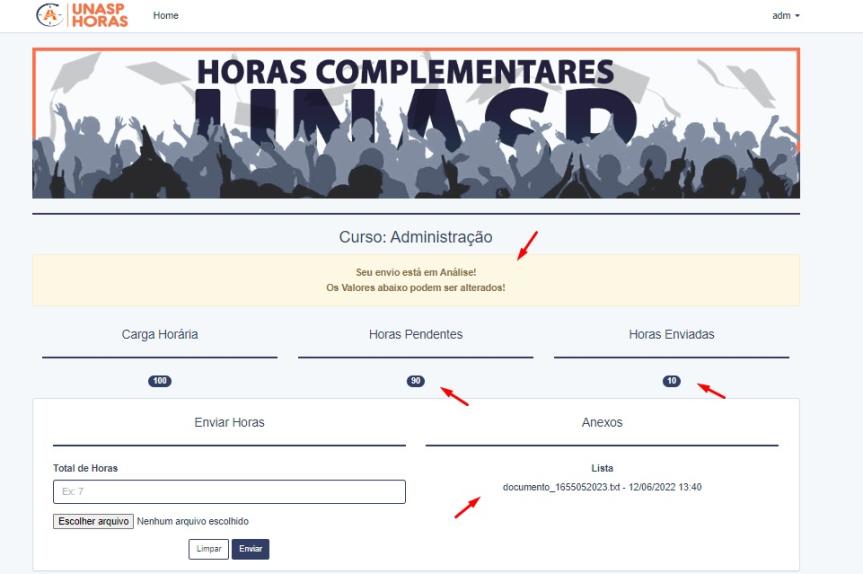 UNASP
HORAS
Home
adm
HORAS COMPLEMENTARES
UNASP
Curso: Administração
Seu envio está em Análise!
Os Valores abaixo podem ser alterados!
Carga Horária
Horas Pendentes
Horas Enviadas
100
90
10
Enviar Horas
Anexos
Total de Horas
Lista
Ex: 7
documento_1655052023.txt - 12/06/2022 13:40
Escolher arquivo Nenhum arquivo escolhido
Limpar
Enviar